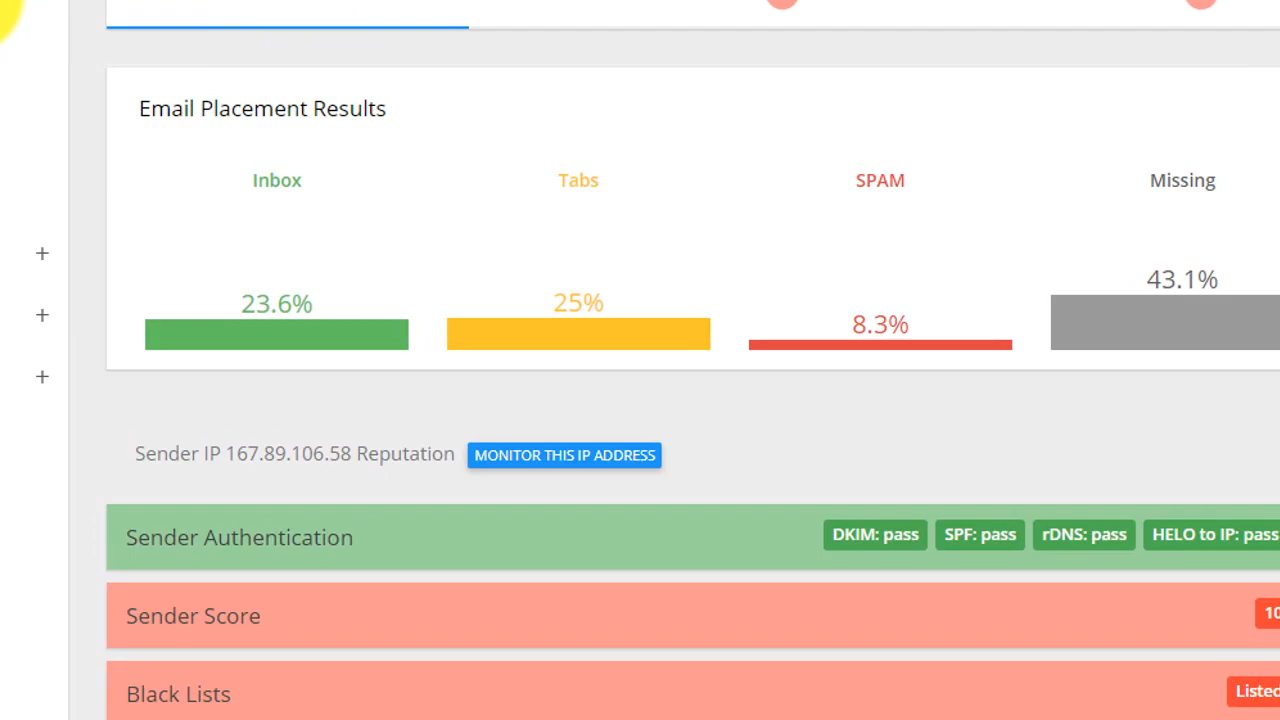 Email Placement Results
Inbox Tabs SPAM Missing
23.6% 25% 8.3% 43.1%
+
+
+
Sender IP 167.89.106.58 Reputation MONITOR THIS IP ADDRESS
Sender Authentication DKIM: pass SPF: pass rDNS: pass HELO to IP: pass
Sender Score 10
Black Lists Listed